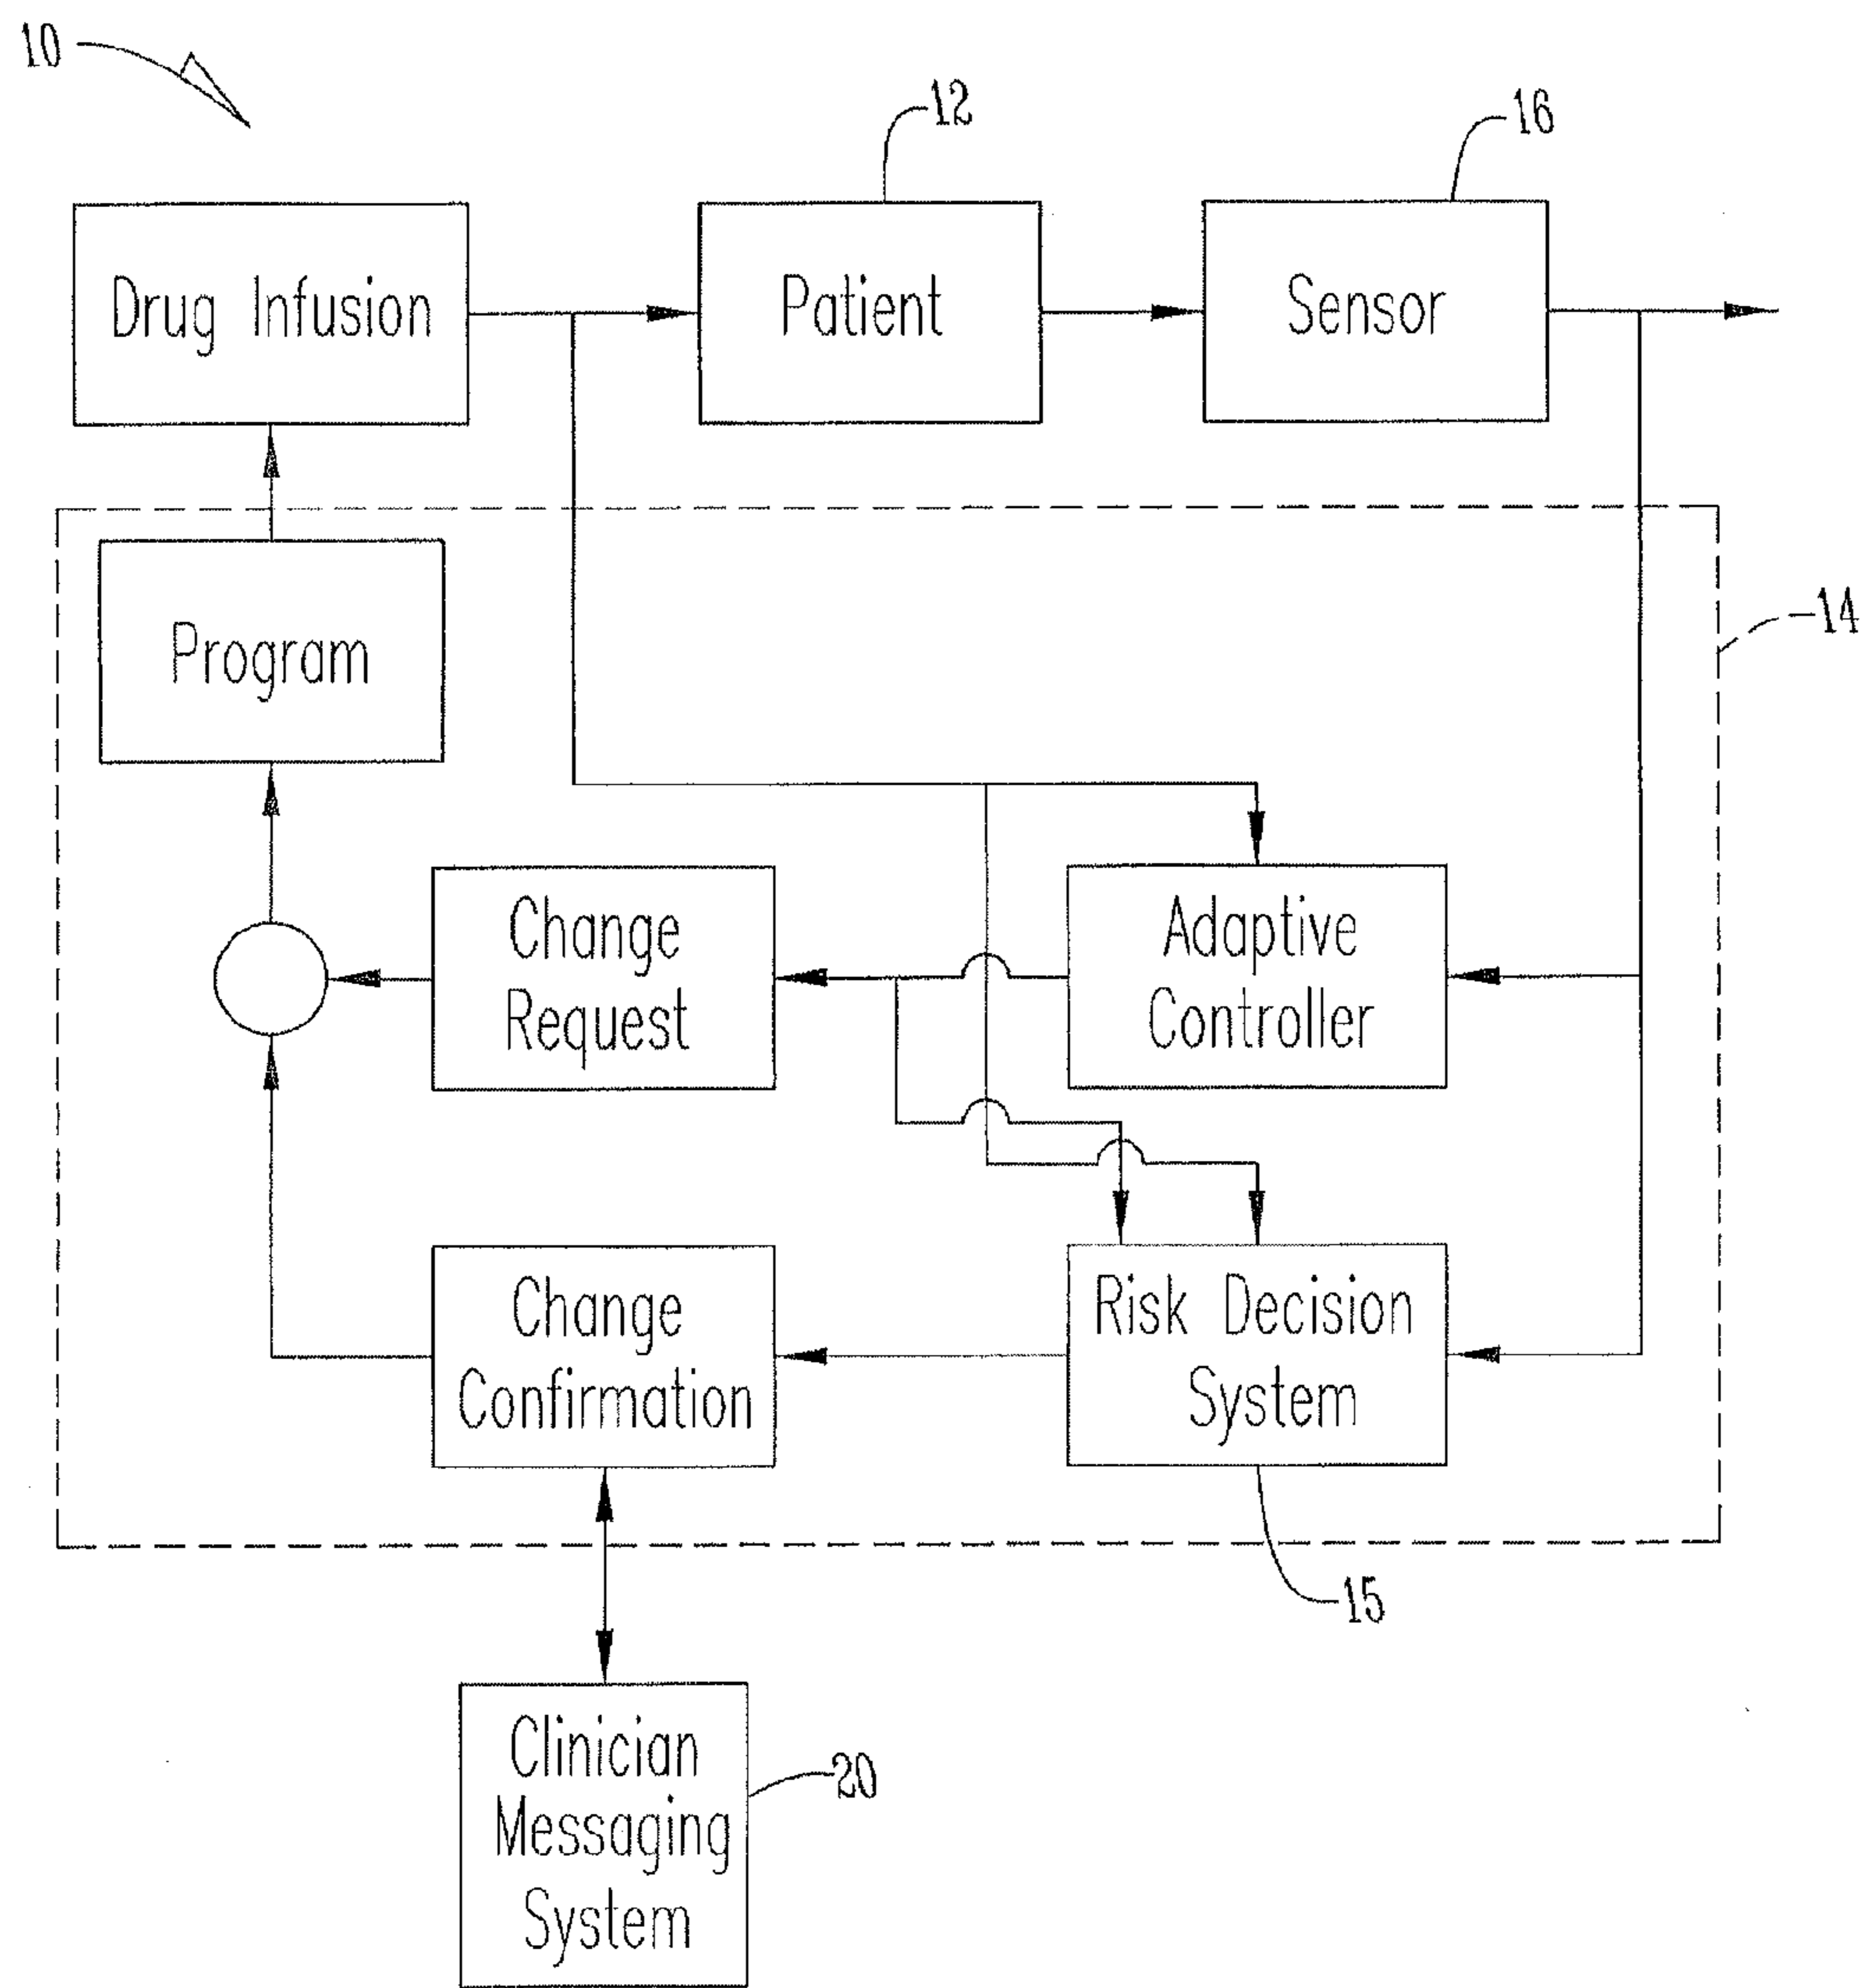 10
12
16
Drug Infusion
Patient
Sensor
14
Program
Change
Request
Adaptive
Controller
Change
Confirmation
Risk Decision
System
15
Clinician
Messaging
System
20